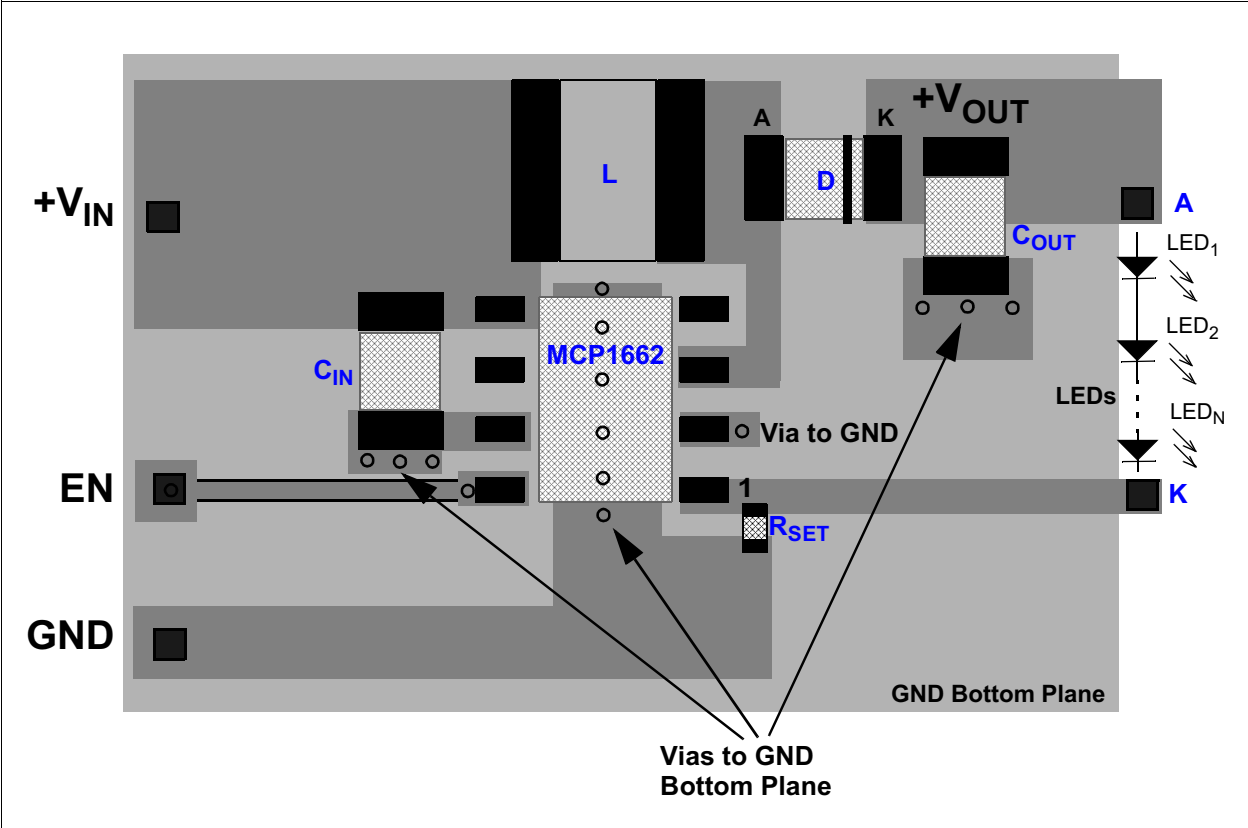 A
K
+VOUT
L
D
+VIN
A
COUT
LED1
MCP1662
CIN
LED2
LEDs
LEDN
Via to GND
EN
1
K
RSET
GND
GND Bottom Plane
Vias to GND
Bottom Plane